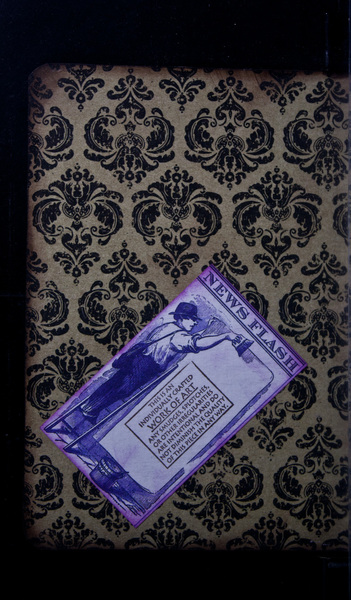 NEWS FLASH
THIS IS AN
INDIVIDUALLY CRAFTED
WORK OF ART
ANY SMUDGES, SPLOTCHES,
OR OTHER IRREGULARITIES
ARE INTENTIONAL AND DO
NOT DIMINISH THE QUALITY
OF THIS PIECE IN ANY WAY.